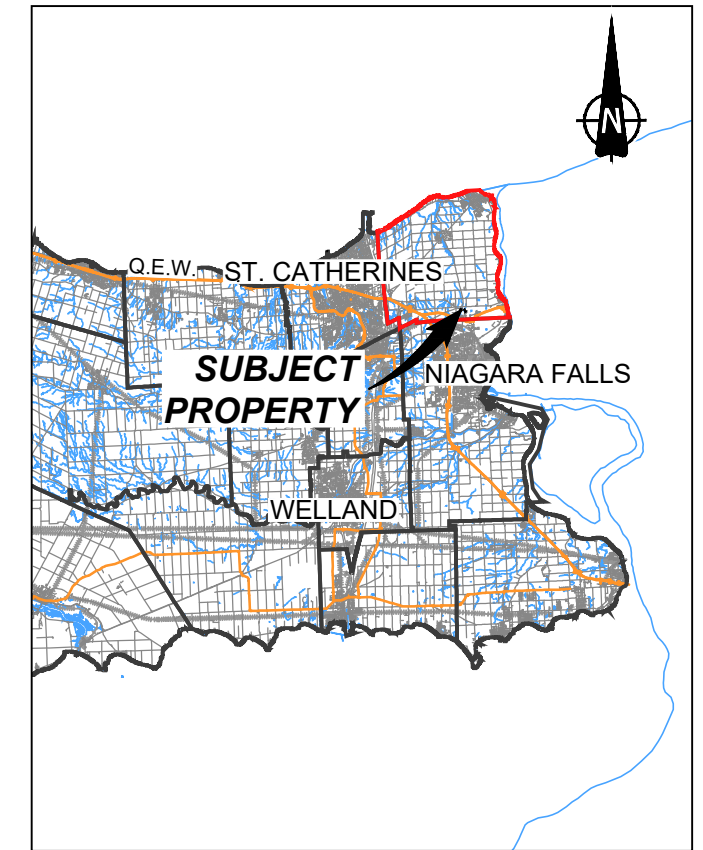 N
Q.E.W.
ST. CATHERINES
SUBJECT
PROPERTY
NIAGARA FALLS
WELLAND